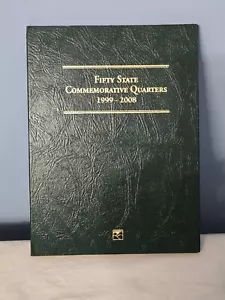 FIFTY STATE
COMMEMORATIVE QUARTERS
1999 - 2008